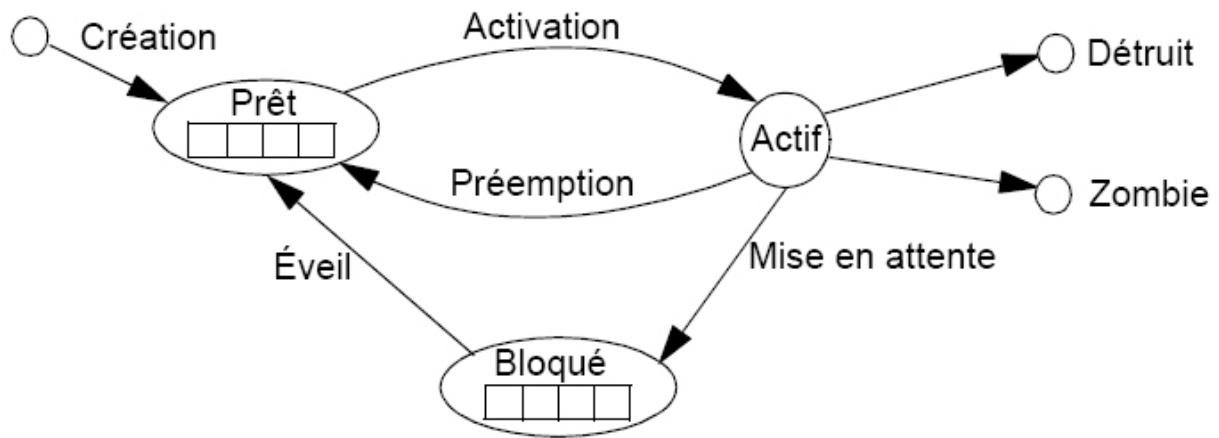 Création
Activation
Détruit
Prêt
Actif
Préemption
Zombie
Éveil
Mise en attente
Bloqué